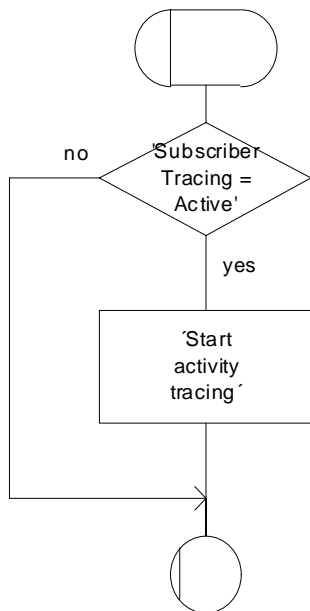 'Subscriber
no
Tracing =
Active'
yes
´Start
activity
tracing´